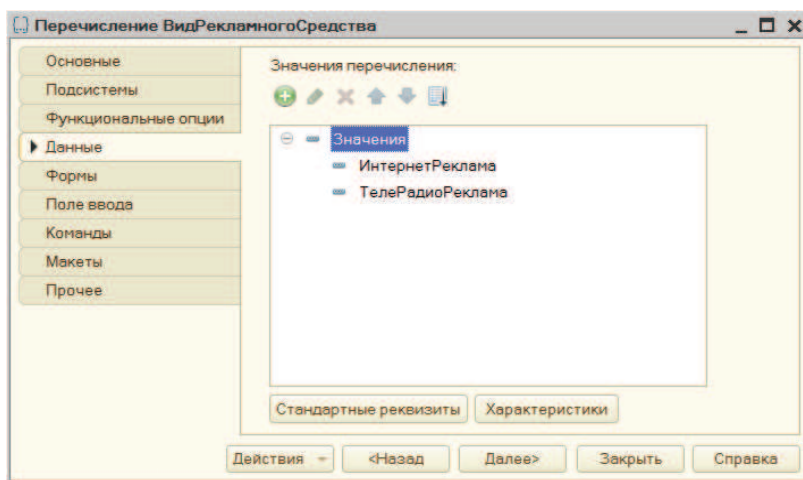 Перечисление ВидРекламногоСредства
Основные
Подсистемы
Функциональные опции
Данные
Формы
Поле ввода
Команды
Макеты
Прочее
Значения перечисления:
Значения
ИнтернетРеклама
ТелеРадиоРеклама
Стандартные реквизиты
Характеристики
Действия
<Назад
Далее>
Закрыть
Справка